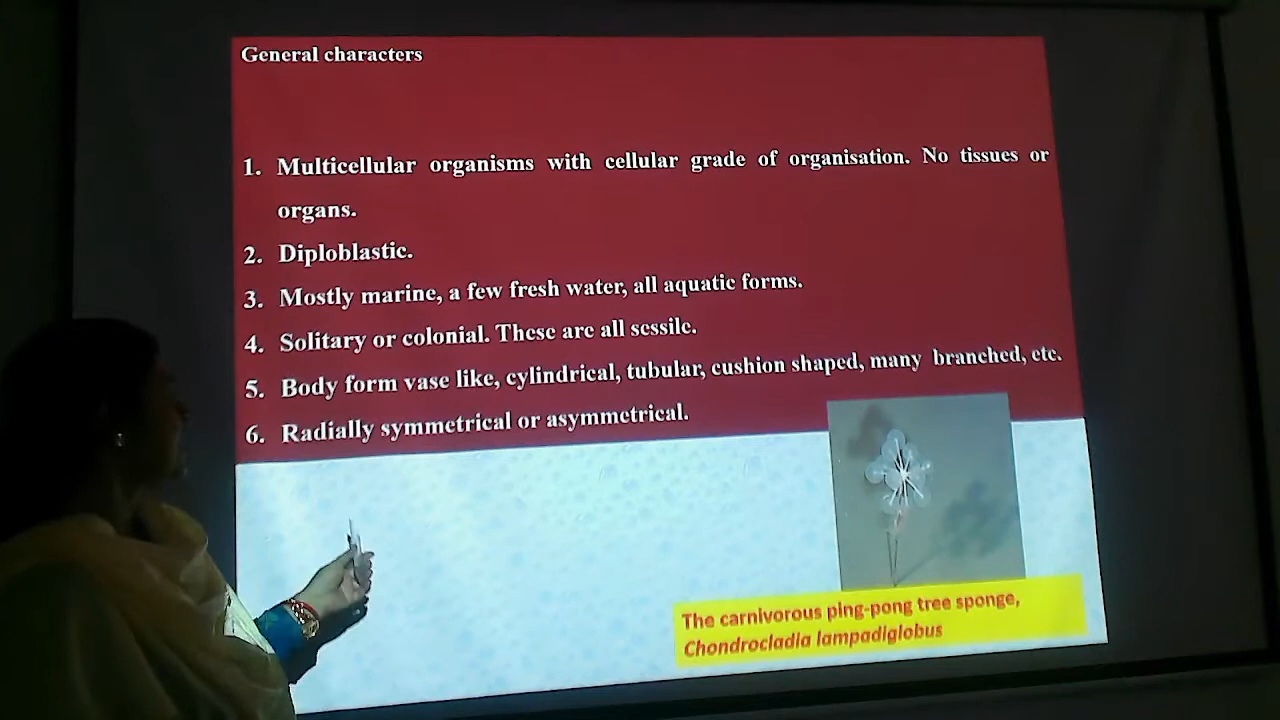 General characters
1. Multicellular organisms with cellular grade of organisation. No tissues or
organs.
2. Diploblastic.
3. Mostly marine, a few fresh water, all aquatic forms.
4. Solitary or colonial. These are all sessile.
5. Body form vase like, cylindrical, tubular, cushion shaped, many branched, etc.
6. Radially symmetrical or asymmetrical.
The carnivorous ping-pong tree sponge,
Chondrocladia lampadiglobus